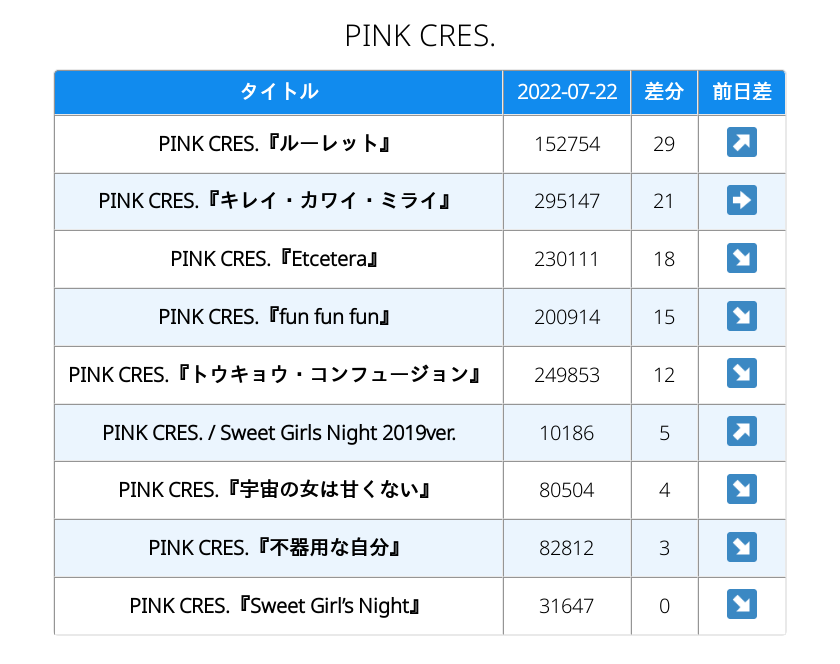 PINK CRES.
タイトル 2022-07-22 差分 前日差
PINK CRES.『ルーレット』 152754 29 ↗
PINK CRES.『キレイ・カワイ・ミライ』 295147 21 ➡
PINK CRES.『Etcetera』 230111 18 ↘
PINK CRES.『fun fun fun』 200914 15 ↘
PINK CRES.『トウキョウ・コンフュージョン』 249853 12 ↘
PINK CRES. / Sweet Girls Night 2019ver. 10186 5 ↗
PINK CRES.『宇宙の女は甘くない』 80504 4 ↘
PINK CRES.『不器用な自分』 82812 3 ↘
PINK CRES.『Sweet Girl’s Night』 31647 0 ↘